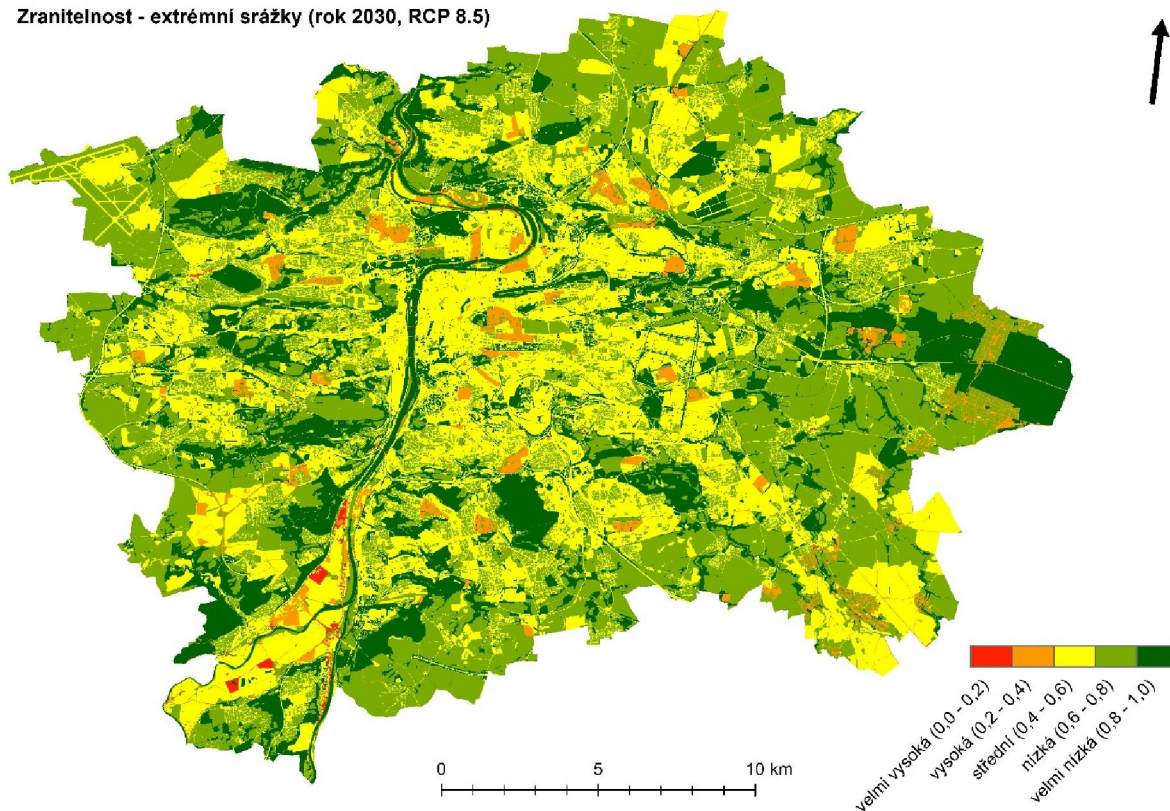 Zranitelnost - extrémní srážky (rok 2030, RCP 8.5)
velmi vysoká (0,0 - 0,2)
vysoká (0,2 - 0,4)
střední (0,4 - 0,6)
nízká (0,6 - 0,8)
velmi nízká (0,8 - 1,0)
0 5 10 km